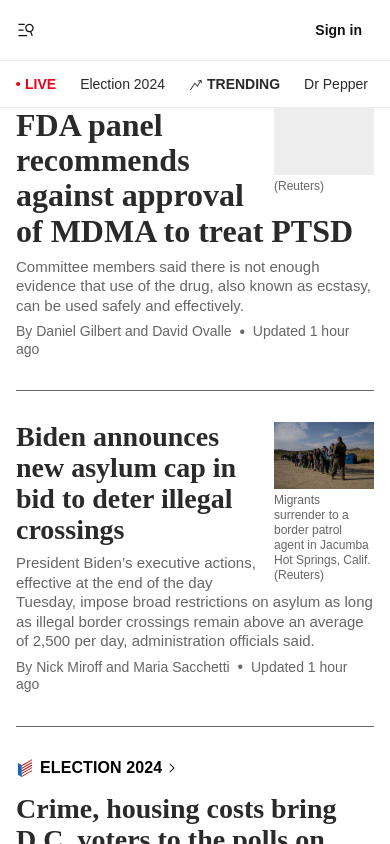 Sign in
LIVE
Election 2024
TRENDING
Dr Pepper
FDA panel
recommends
against approval
of MDMA to treat PTSD
(Reuters)
Committee members said there is not enough
evidence that use of the drug, also known as ecstasy,
can be used safely and effectively.
By Daniel Gilbert and David Ovalle • Updated 1 hour
ago
Biden announces
new asylum cap in
bid to deter illegal
crossings
Migrants
surrender to a
border patrol
agent in Jacumba
Hot Springs, Calif.
(Reuters)
President Biden’s executive actions,
effective at the end of the day
Tuesday, impose broad restrictions on asylum as long
as illegal border crossings remain above an average
of 2,500 per day, administration officials said.
By Nick Miroff and Maria Sacchetti • Updated 1 hour
ago
ELECTION 2024
Crime, housing costs bring
D.C. voters to the polls on